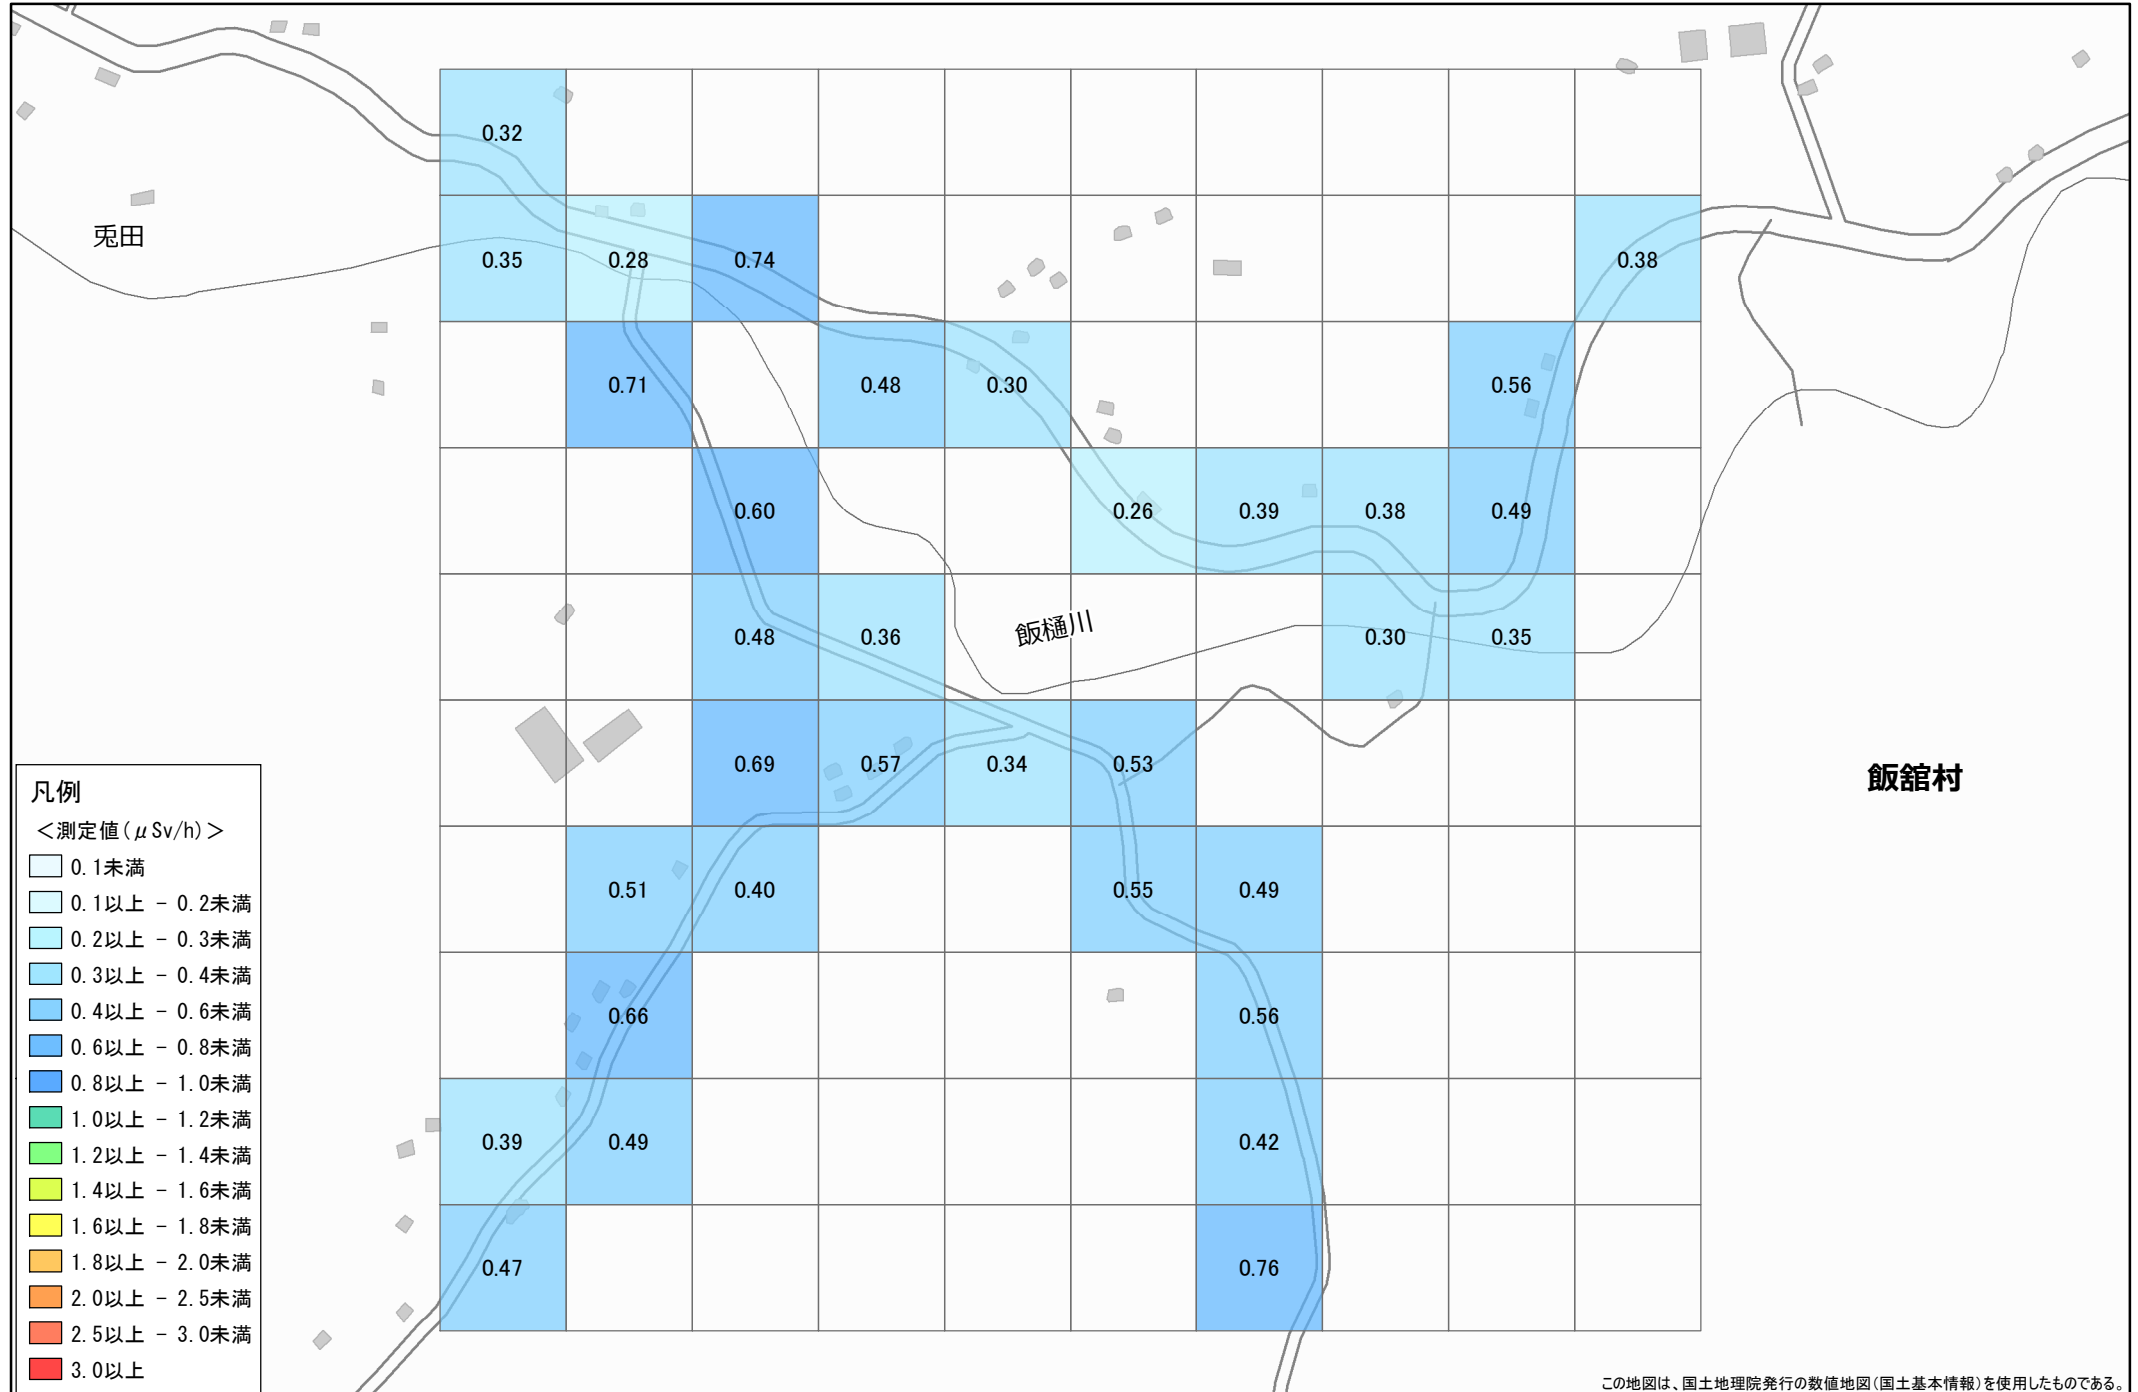 0.32
兎田
0.35 0.28 0.74 0.38
0.71 0.48 0.30 0.56
0.60 0.26 0.39 0.38 0.49
0.48 0.36 飯樋川 0.30 0.35
0.69 0.57 0.34 0.53
飯舘村
0.51 0.40 0.55 0.49
0.66 0.56
0.39 0.49 0.42
0.47 0.76
凡例
＜測定値(μSv/h)＞
0.1未満
0.1以上 - 0.2未満
0.2以上 - 0.3未満
0.3以上 - 0.4未満
0.4以上 - 0.6未満
0.6以上 - 0.8未満
0.8以上 - 1.0未満
1.0以上 - 1.2未満
1.2以上 - 1.4未満
1.4以上 - 1.6未満
1.6以上 - 1.8未満
1.8以上 - 2.0未満
2.0以上 - 2.5未満
2.5以上 - 3.0未満
3.0以上
この地図は、国土地理院発行の数値地図(国土基本情報)を使用したものである。